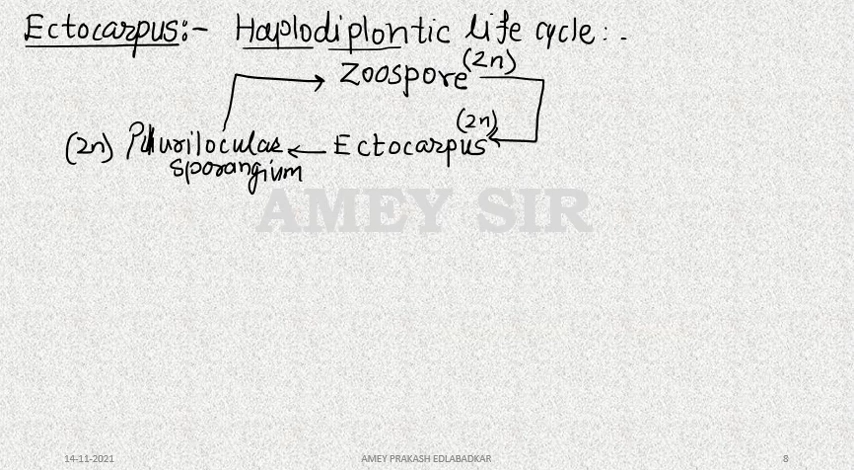 Ectocarpus:- Haplodiplontic life cycle:-
Zoospore (2n)
(2n) Pluriloculas sporangium ← Ectocarpus (2n)
AMEY SIR
14-11-2021 AMEY PRAKASH EDLABADKAR 8